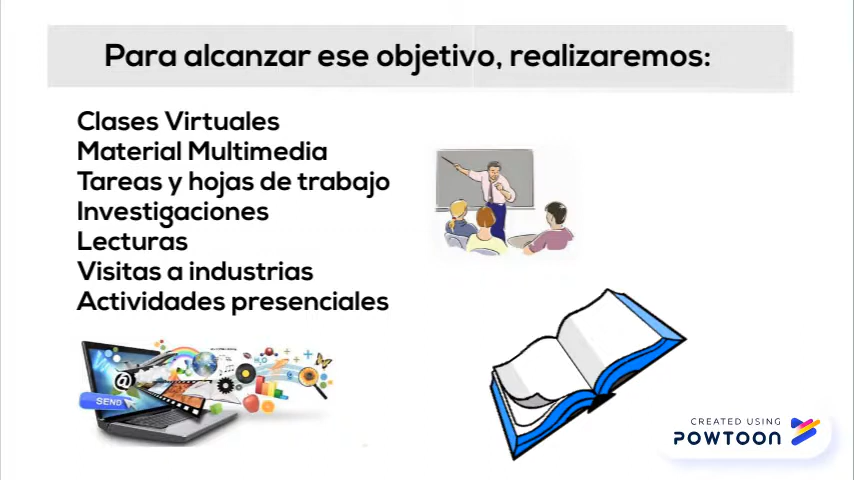 Para alcanzar ese objetivo, realizaremos:
Clases Virtuales
Material Multimedia
Tareas y hojas de trabajo
Investigaciones
Lecturas
Visitas a industrias
Actividades presenciales
@
H₂O
SEND
CREATED USING
POWTOON